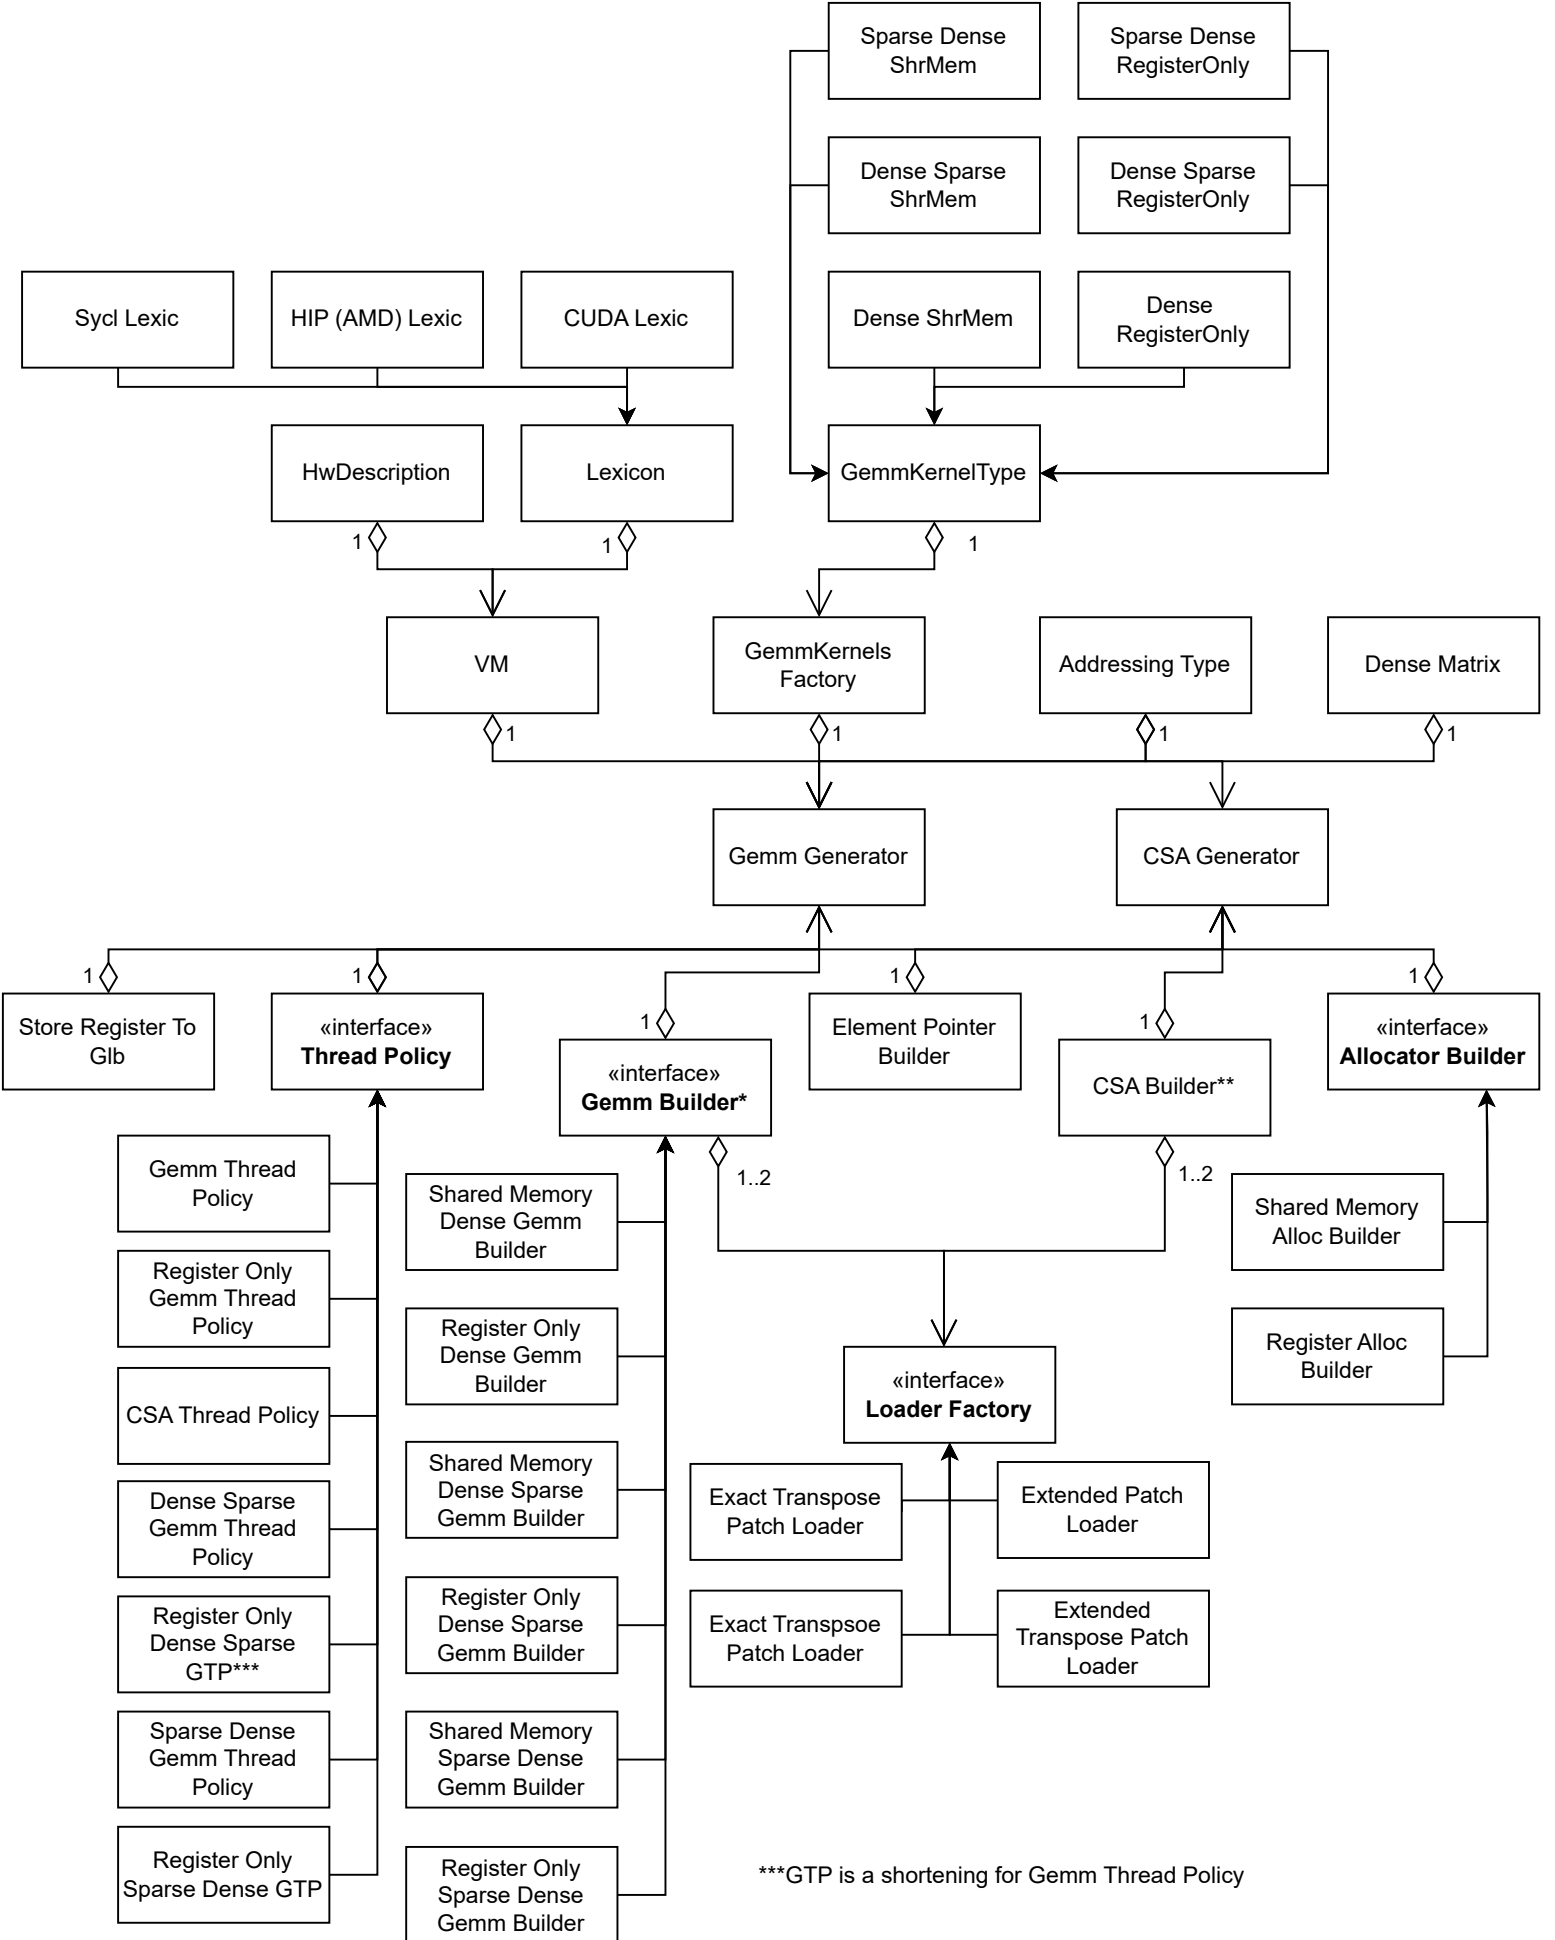 Sparse Dense
ShrMem
Sparse Dense
RegisterOnly
Dense Sparse
ShrMem
Dense Sparse
RegisterOnly
Sycl Lexic
HIP (AMD) Lexic
CUDA Lexic
Dense ShrMem
Dense
RegisterOnly
HwDescription
Lexicon
GemmKernelType
1
1
1
VM
GemmKernels
Factory
Addressing Type
Dense Matrix
1
1
1
1
Gemm Generator
CSA Generator
1
1
1
1
1
1
Store Register To
Glb
«interface»
Thread Policy
«interface»
Gemm Builder*
Element Pointer
Builder
CSA Builder**
«interface»
Allocator Builder
1..2
1..2
Gemm Thread
Policy
Shared Memory
Dense Gemm
Builder
Shared Memory
Alloc Builder
Register Only
Gemm Thread
Policy
Register Only
Dense Gemm
Builder
Register Alloc
Builder
«interface»
Loader Factory
CSA Thread Policy
Shared Memory
Dense Sparse
Gemm Builder
Exact Transpose
Patch Loader
Extended Patch
Loader
Dense Sparse
Gemm Thread
Policy
Register Only
Dense Sparse
Gemm Builder
Exact Transpsoe
Patch Loader
Extended
Transpose Patch
Loader
Register Only
Dense Sparse
GTP***
Sparse Dense
Gemm Thread
Policy
Shared Memory
Sparse Dense
Gemm Builder
Register Only
Sparse Dense GTP
Register Only
Sparse Dense
Gemm Builder
***GTP is a shortening for Gemm Thread Policy